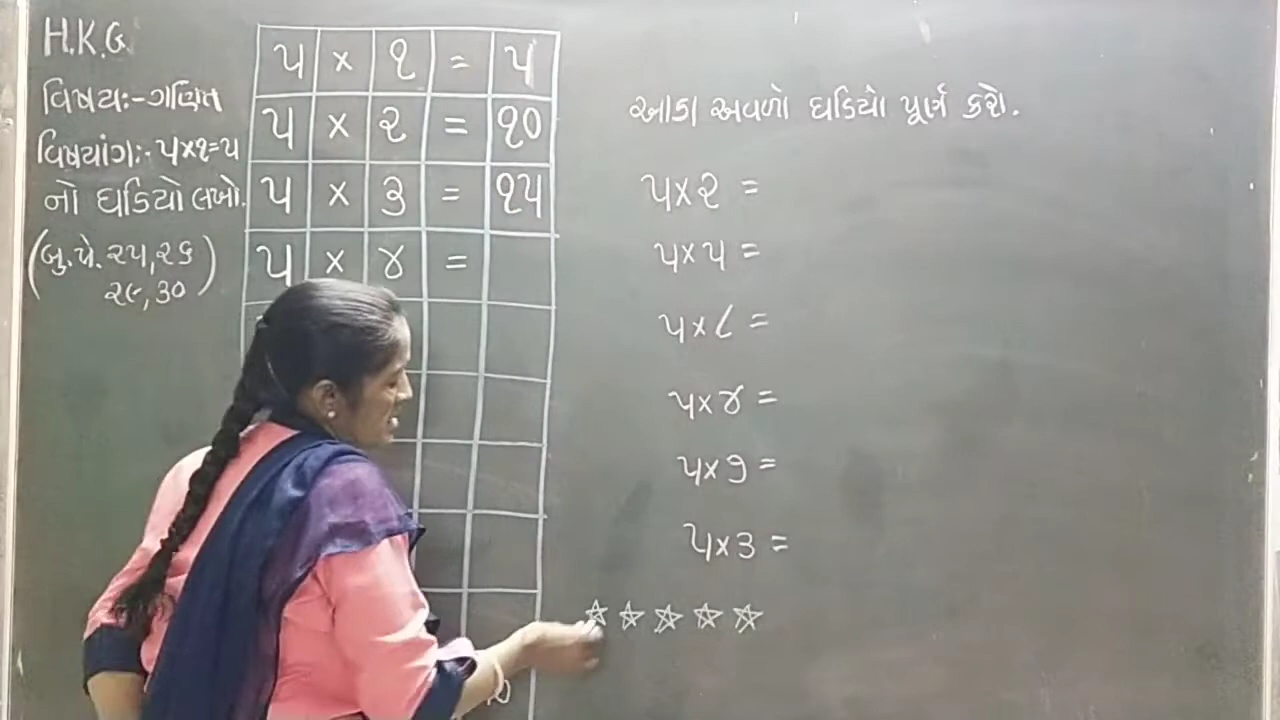 H.K.G.
વિષય:-ગણિત
વિષયાંગ:-૫×૧=૫
નો ઘડિયો લખો.
(બુ.પે. ૨૫,૨૬
૨૯,૩૦)
૫ × ૧ = ૫
૫ × ૨ = ૧૦
૫ × ૩ = ૧૫
૫ × ૪ =
અવળો ઘડિયો પૂર્ણ કરો.
૫×૨ =
૫×૫ =
૫×૮ =
૫×૪ =
૫×૭ =
૫×૩ =